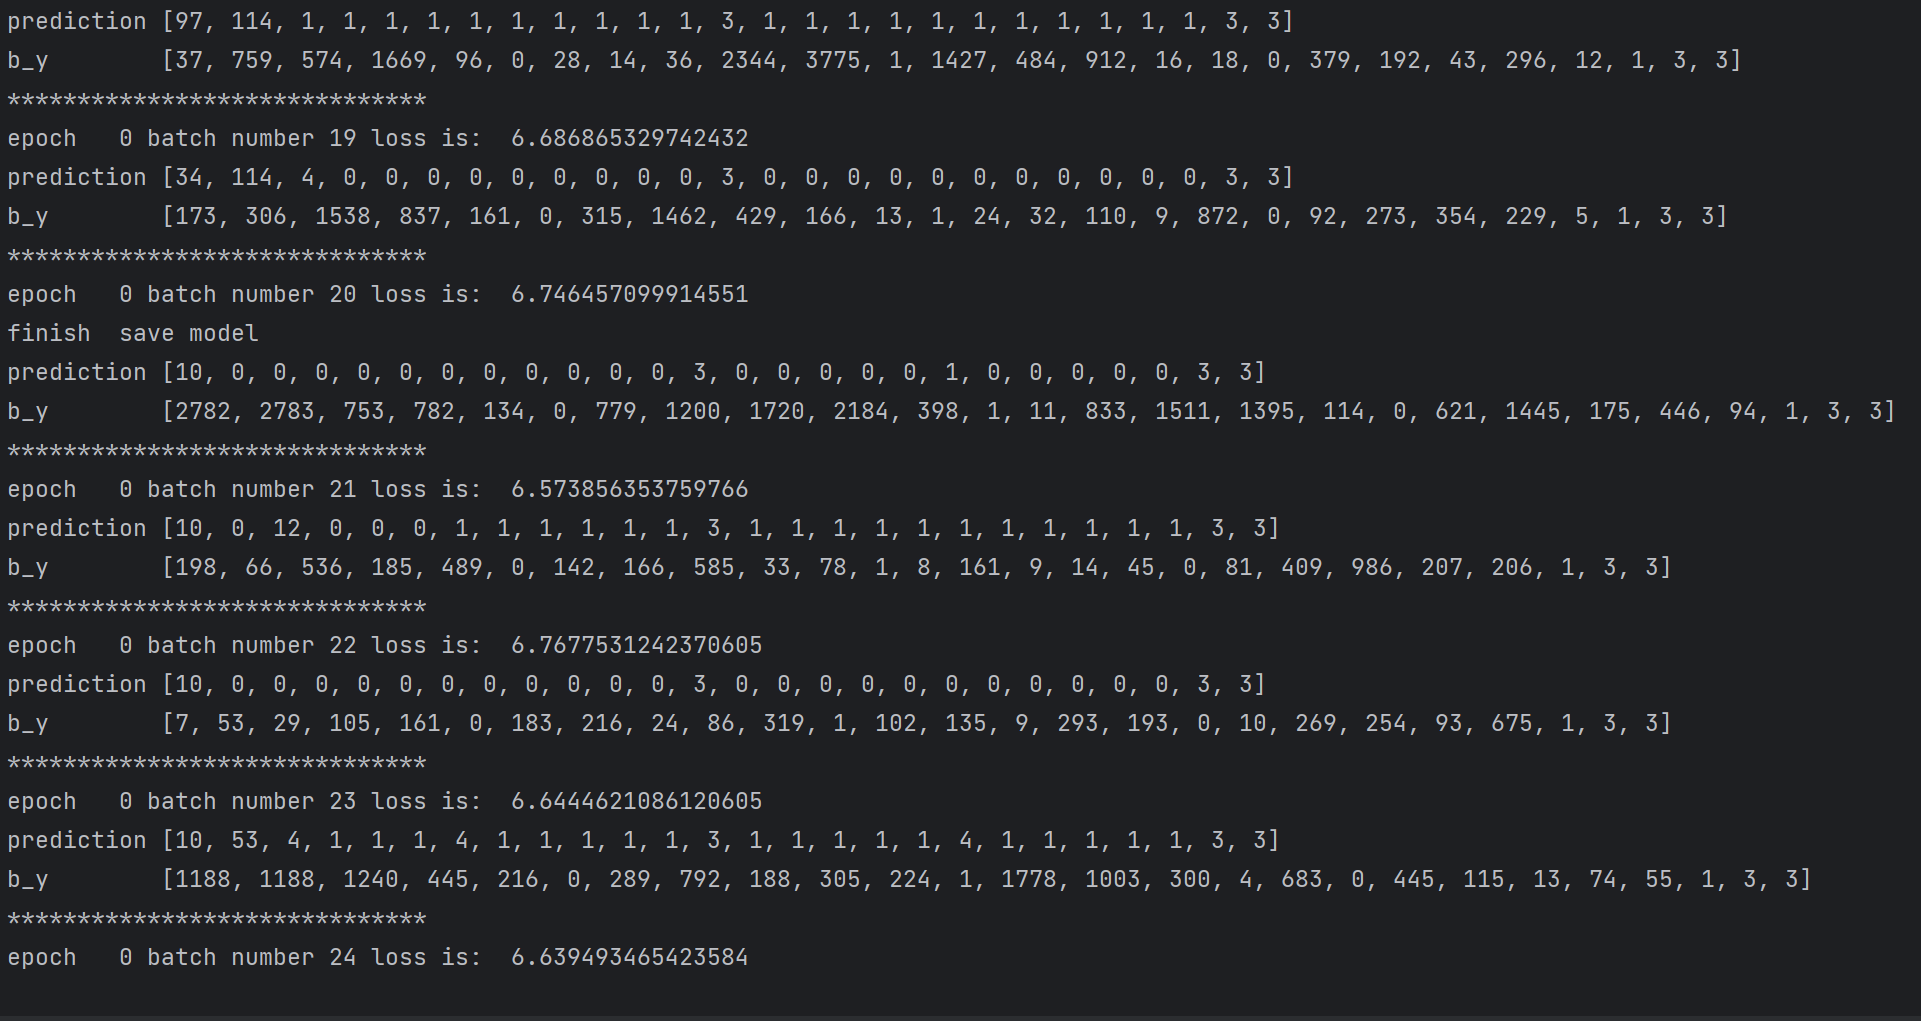 prediction [97, 114, 1, 1, 1, 1, 1, 1, 1, 1, 1, 1, 3, 1, 1, 1, 1, 1, 1, 1, 1, 1, 1, 1, 3, 3]
b_y        [37, 759, 574, 1669, 96, 0, 28, 14, 36, 2344, 3775, 1, 1427, 484, 912, 16, 18, 0, 379, 192, 43, 296, 12, 1, 3, 3]
******************************
epoch   0 batch number 19 loss is:  6.686865329742432
prediction [34, 114, 4, 0, 0, 0, 0, 0, 0, 0, 0, 0, 3, 0, 0, 0, 0, 0, 0, 0, 0, 0, 0, 0, 3, 3]
b_y        [173, 306, 1538, 837, 161, 0, 315, 1462, 429, 166, 13, 1, 24, 32, 110, 9, 872, 0, 92, 273, 354, 229, 5, 1, 3, 3]
******************************
epoch   0 batch number 20 loss is:  6.746457099914551
finish  save model
prediction [10, 0, 0, 0, 0, 0, 0, 0, 0, 0, 0, 0, 3, 0, 0, 0, 0, 0, 1, 0, 0, 0, 0, 0, 3, 3]
b_y        [2782, 2783, 753, 782, 134, 0, 779, 1200, 1720, 2184, 398, 1, 11, 833, 1511, 1395, 114, 0, 621, 1445, 175, 446, 94, 1, 3, 3]
******************************
epoch   0 batch number 21 loss is:  6.573856353759766
prediction [10, 0, 12, 0, 0, 0, 1, 1, 1, 1, 1, 1, 3, 1, 1, 1, 1, 1, 1, 1, 1, 1, 1, 1, 3, 3]
b_y        [198, 66, 536, 185, 489, 0, 142, 166, 585, 33, 78, 1, 8, 161, 9, 14, 45, 0, 81, 409, 986, 207, 206, 1, 3, 3]
******************************
epoch   0 batch number 22 loss is:  6.7677531242370605
prediction [10, 0, 0, 0, 0, 0, 0, 0, 0, 0, 0, 0, 3, 0, 0, 0, 0, 0, 0, 0, 0, 0, 0, 0, 3, 3]
b_y        [7, 53, 29, 105, 161, 0, 183, 216, 24, 86, 319, 1, 102, 135, 9, 293, 193, 0, 10, 269, 254, 93, 675, 1, 3, 3]
******************************
epoch   0 batch number 23 loss is:  6.6444621086120605
prediction [10, 53, 4, 1, 1, 1, 4, 1, 1, 1, 1, 1, 3, 1, 1, 1, 1, 1, 4, 1, 1, 1, 1, 1, 3, 3]
b_y        [1188, 1188, 1240, 445, 216, 0, 289, 792, 188, 305, 224, 1, 1778, 1003, 300, 4, 683, 0, 445, 115, 13, 74, 55, 1, 3, 3]
******************************
epoch   0 batch number 24 loss is:  6.639493465423584